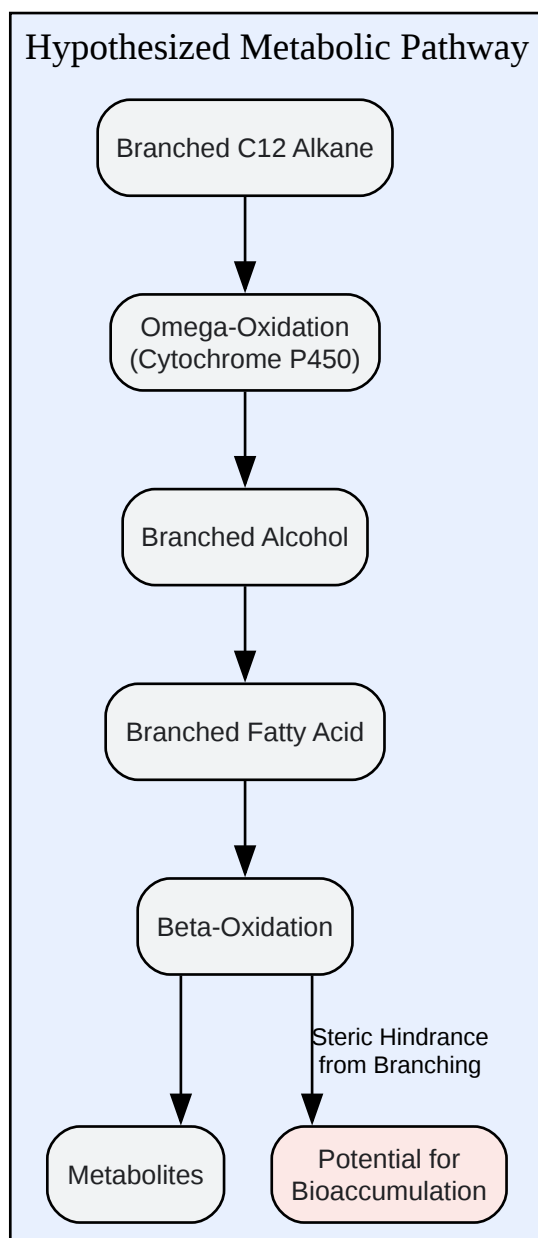 Hypothesized Metabolic Pathway
Branched C12 Alkane
Omega-Oxidation
(Cytochrome P450)
Branched Alcohol
Branched Fatty Acid
Beta-Oxidation
Steric Hindrance
from Branching
Metabolites
Potential for
Bioaccumulation